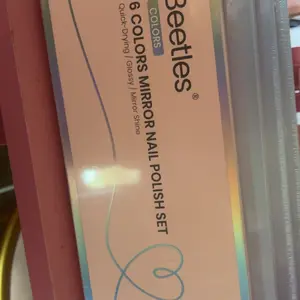 Beetles®
COLORS
6 COLORS MIRROR NAIL POLISH SET
Quick-Drying / Glossy / Mirror shine